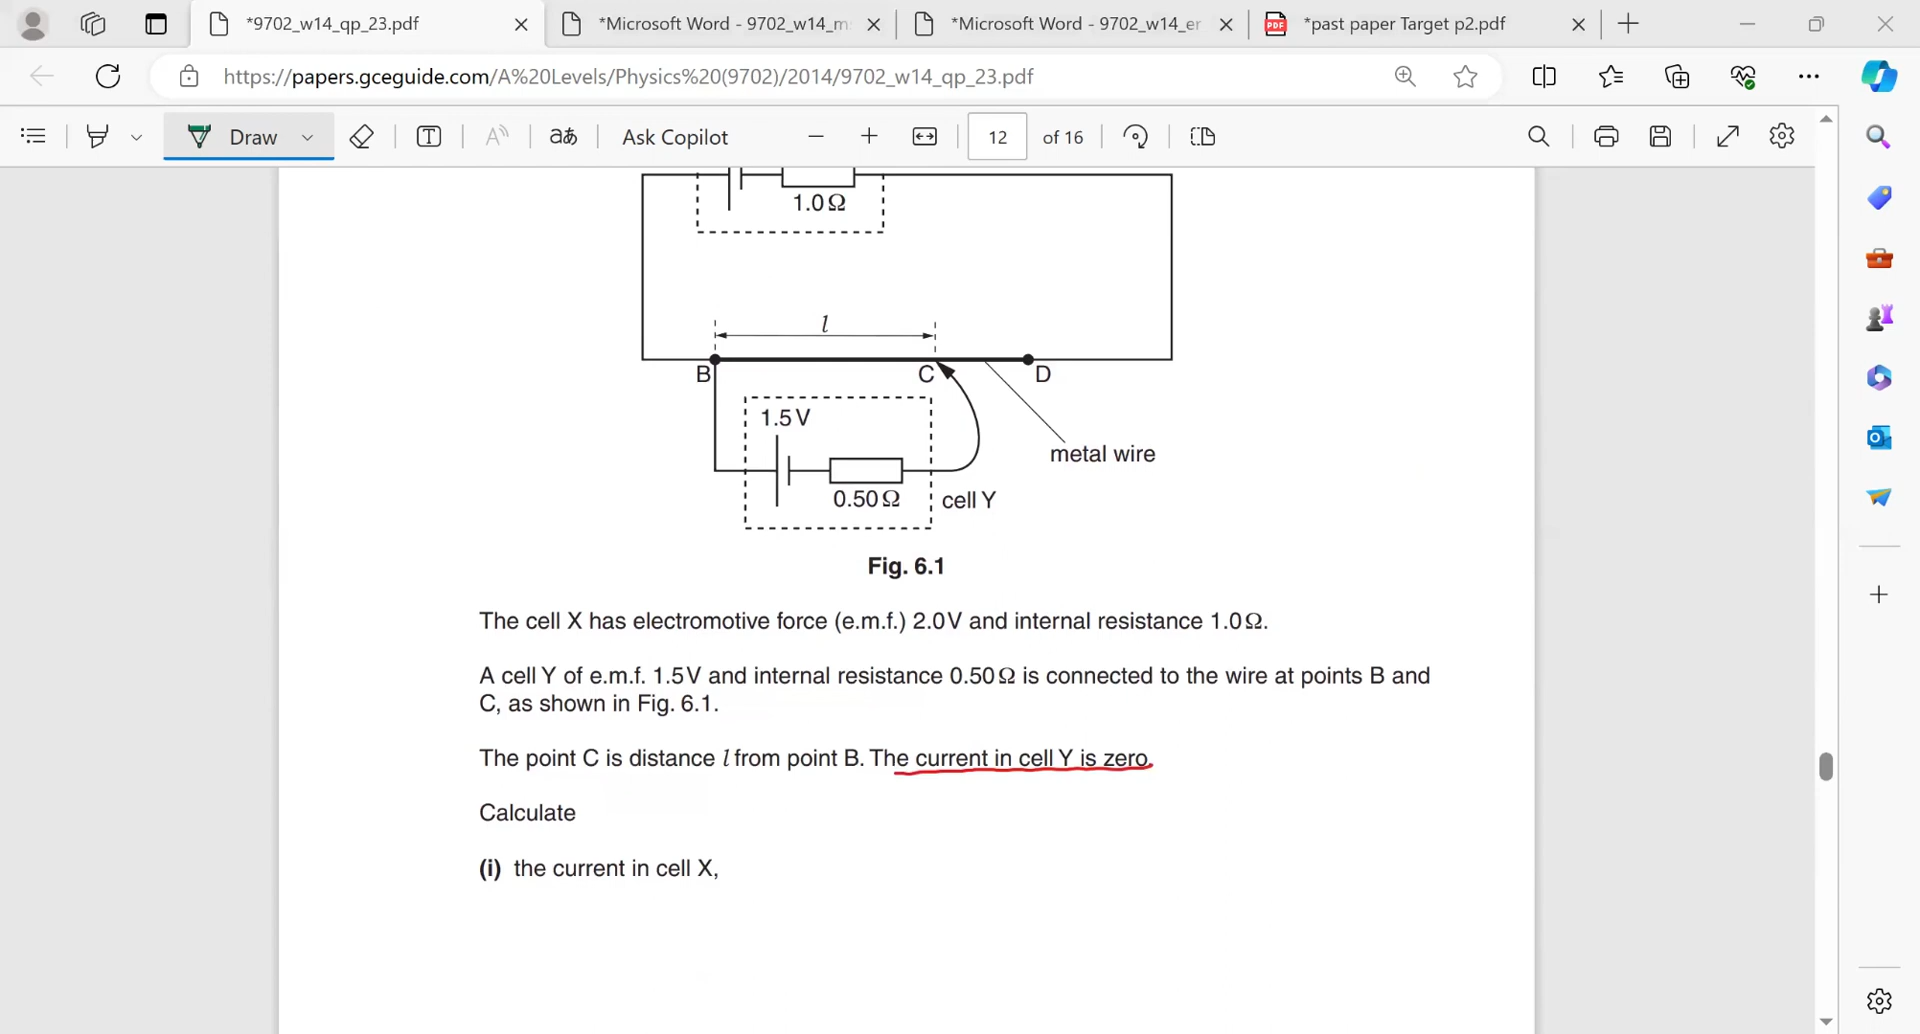 *9702_w14_qp_23.pdf
*Microsoft Word - 9702_w14_m
*Microsoft Word - 9702_w14_er
*past paper Target p2.pdf
https://papers.gceguide.com/A%20Levels/Physics%20(9702)/2014/9702_w14_qp_23.pdf
Draw
T
A
aあ
Ask Copilot
12 of 16
1.0Ω
l
B
C
D
1.5V
metal wire
0.50Ω
cell Y
Fig. 6.1
The cell X has electromotive force (e.m.f.) 2.0V and internal resistance 1.0Ω.
A cell Y of e.m.f. 1.5V and internal resistance 0.50Ω is connected to the wire at points B and
C, as shown in Fig. 6.1.
The point C is distance l from point B. The current in cell Y is zero.
Calculate
(i) the current in cell X,